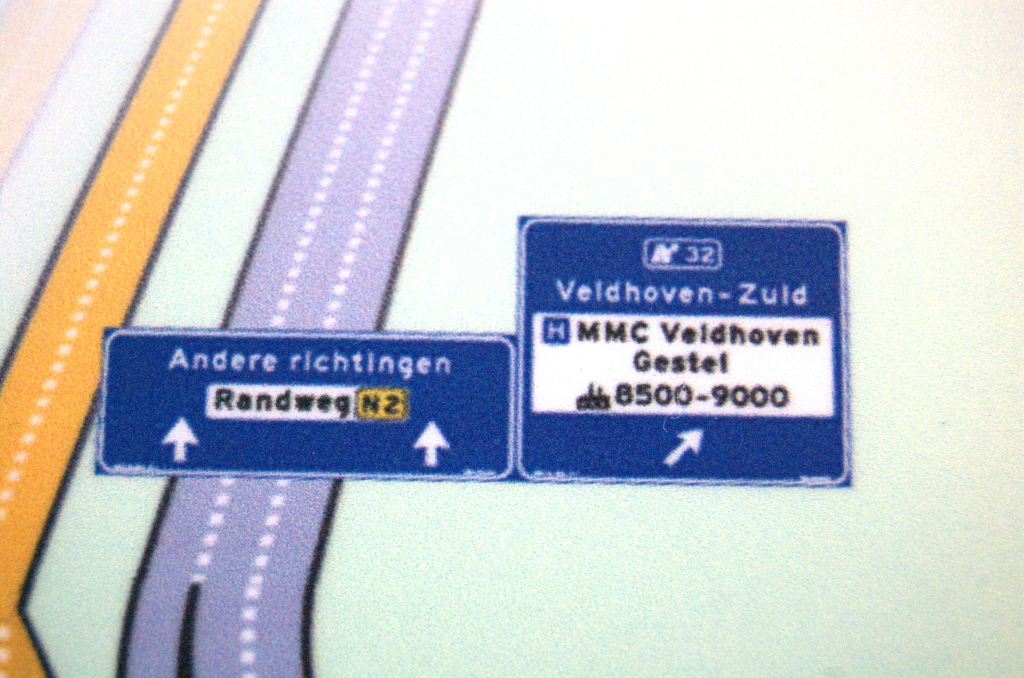 Andere richtingen
Randweg N2
32
Veldhoven-Zuid
H MMC Veldhoven
Gestel
8500-9000